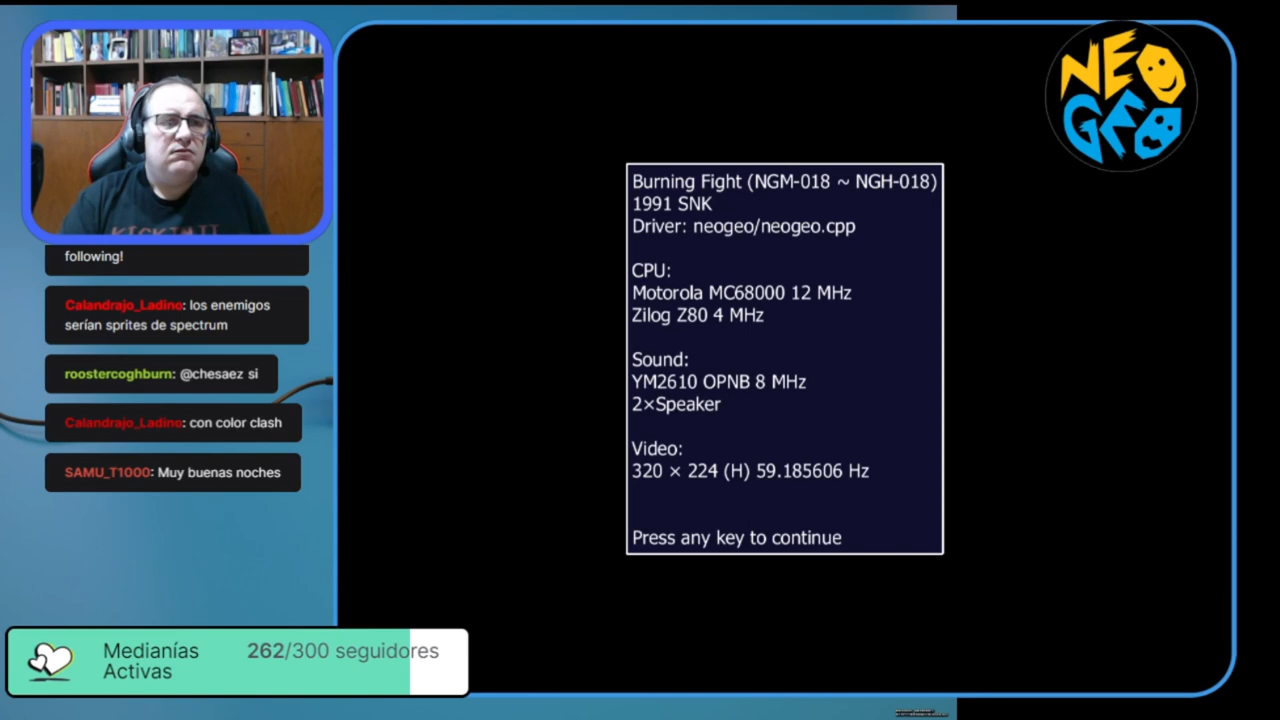 NEO
GEO
Burning Fight (NGM-018 ~ NGH-018)
1991 SNK
Driver: neogeo/neogeo.cpp
CPU:
Motorola MC68000 12 MHz
Zilog Z80 4 MHz
Sound:
YM2610 OPNB 8 MHz
2×Speaker
Video:
320 × 224 (H) 59.185606 Hz
Press any key to continue
following!
Calandrajo_Ladino: los enemigos
serían sprites de spectrum
roostercoghburn: @chesaez si
Calandrajo_Ladino: con color clash
SAMU_T1000: Muy buenas noches
Medianías
Activas
262/300 seguidores